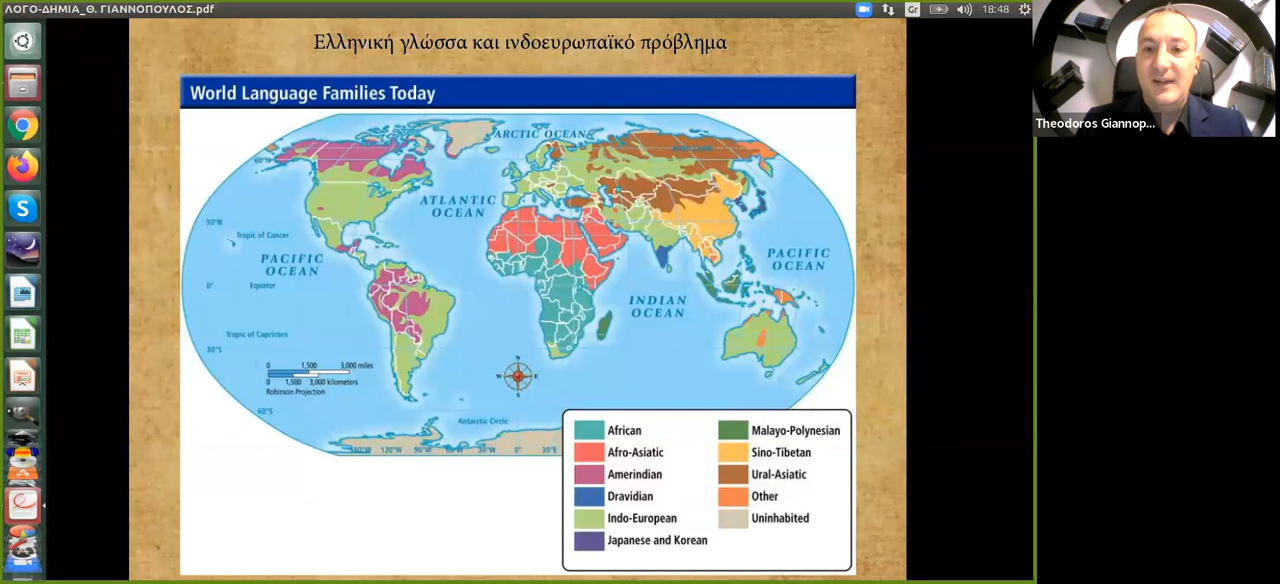 ΛΟΓΟ-ΔΗΜΙΑ_Θ. ΓΙΑΝΝΟΠΟΥΛΟΣ.pdf
Gr
18:48
Ελληνική γλώσσα και ινδοευρωπαϊκό πρόβλημα
Theodoros Giannop...
World Language Families Today
ARCTIC OCEAN
60°N
ATLANTIC
OCEAN
30°N
Tropic of Cancer
PACIFIC
OCEAN
PACIFIC
OCEAN
0°
Equator
INDIAN
OCEAN
Tropic of Capricorn
30°S
0 1,500 3,000 miles
0 1,500 3,000 kilometers
Robinson Projection
N
W E
S
60°S
Antarctic Circle
150°W 120°W 90°W 60°W 30°W 0° 30°E
African
Afro-Asiatic
Amerindian
Dravidian
Indo-European
Japanese and Korean
Malayo-Polynesian
Sino-Tibetan
Ural-Asiatic
Other
Uninhabited